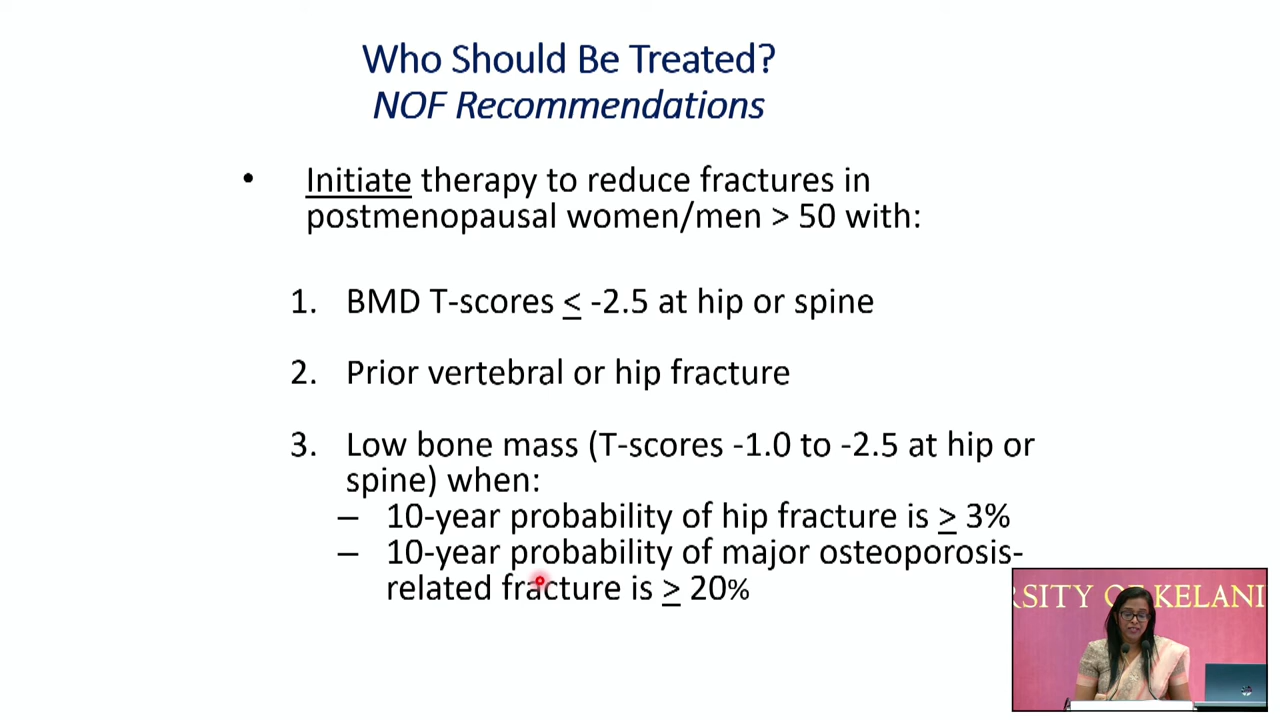 Who Should Be Treated?
NOF Recommendations
• Initiate therapy to reduce fractures in
postmenopausal women/men > 50 with:
1. BMD T-scores < -2.5 at hip or spine
2. Prior vertebral or hip fracture
3. Low bone mass (T-scores -1.0 to -2.5 at hip or
spine) when:
– 10-year probability of hip fracture is > 3%
– 10-year probability of major osteoporosis-
related fracture is > 20%
RSITY OF KELANI